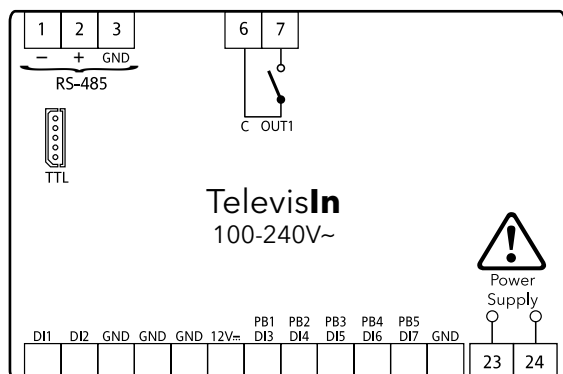 1 2 3 6 7
− + GND
RS-485
C OUT1
TTL
TelevisIn
100-240V~
Power
Supply
PB1 PB2 PB3 PB4 PB5
DI1 DI2 GND GND GND 12V⎓ DI3 DI4 DI5 DI6 DI7 GND
23 24